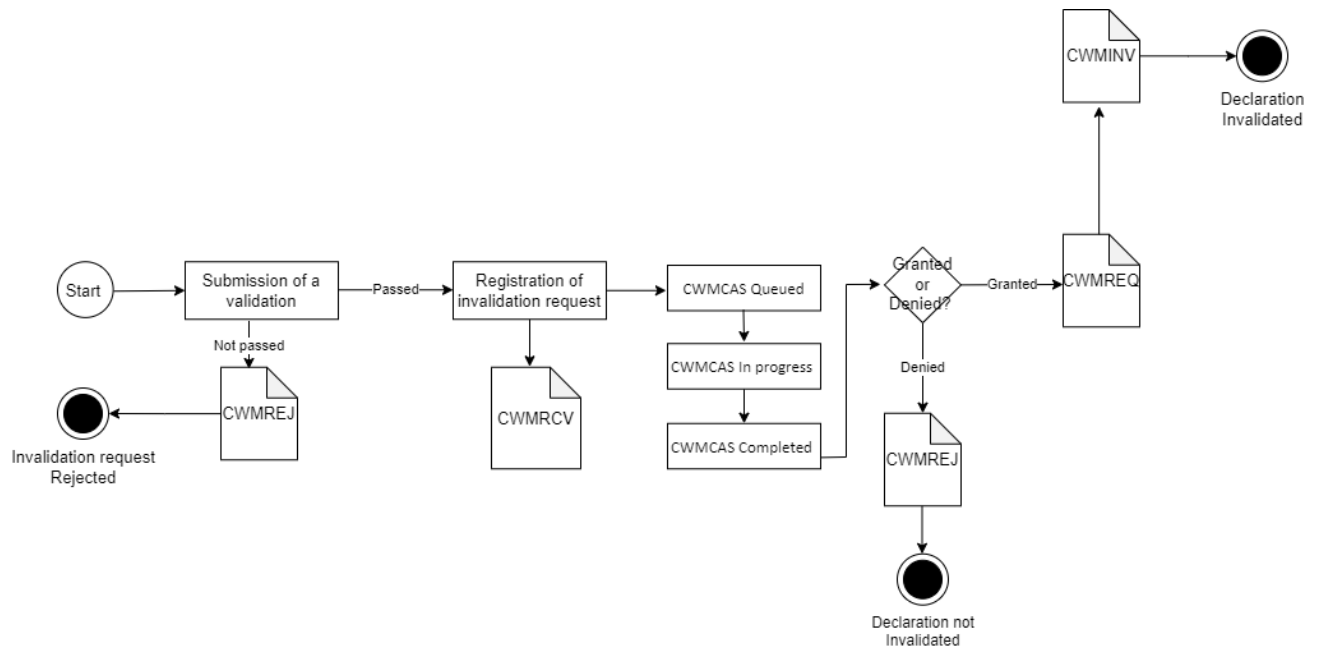 CWMINV
Declaration
Invalidated
Start
Submission of a
validation
Passed
Registration of
invalidation request
CWMCAS Queued
Granted
or
Denied?
Granted
CWMREQ
Not passed
CWMCAS In progress
Denied
CWMREJ
CWMRCV
CWMCAS Completed
Invalidation request
Rejected
CWMREJ
Declaration not
Invalidated